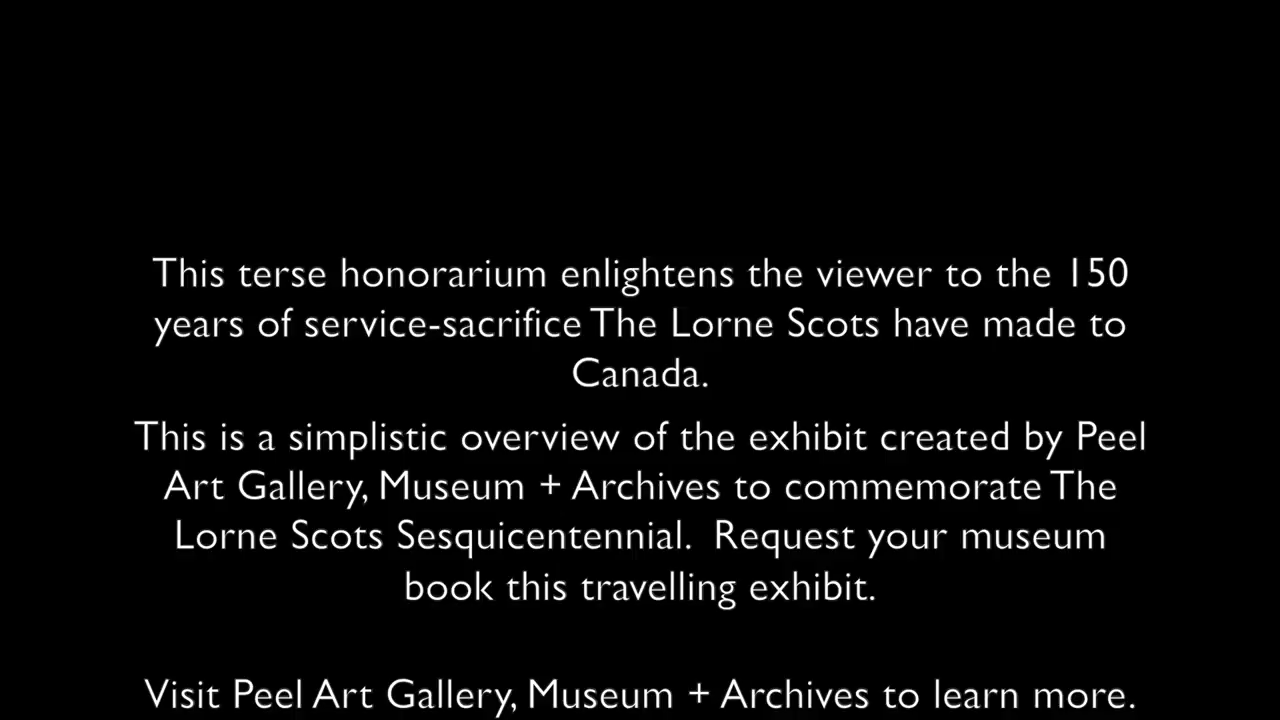 This terse honorarium enlightens the viewer to the 150
years of service-sacrifice The Lorne Scots have made to
Canada.
This is a simplistic overview of the exhibit created by Peel
Art Gallery, Museum + Archives to commemorate The
Lorne Scots Sesquicentennial.  Request your museum
book this travelling exhibit.
Visit Peel Art Gallery, Museum + Archives to learn more.